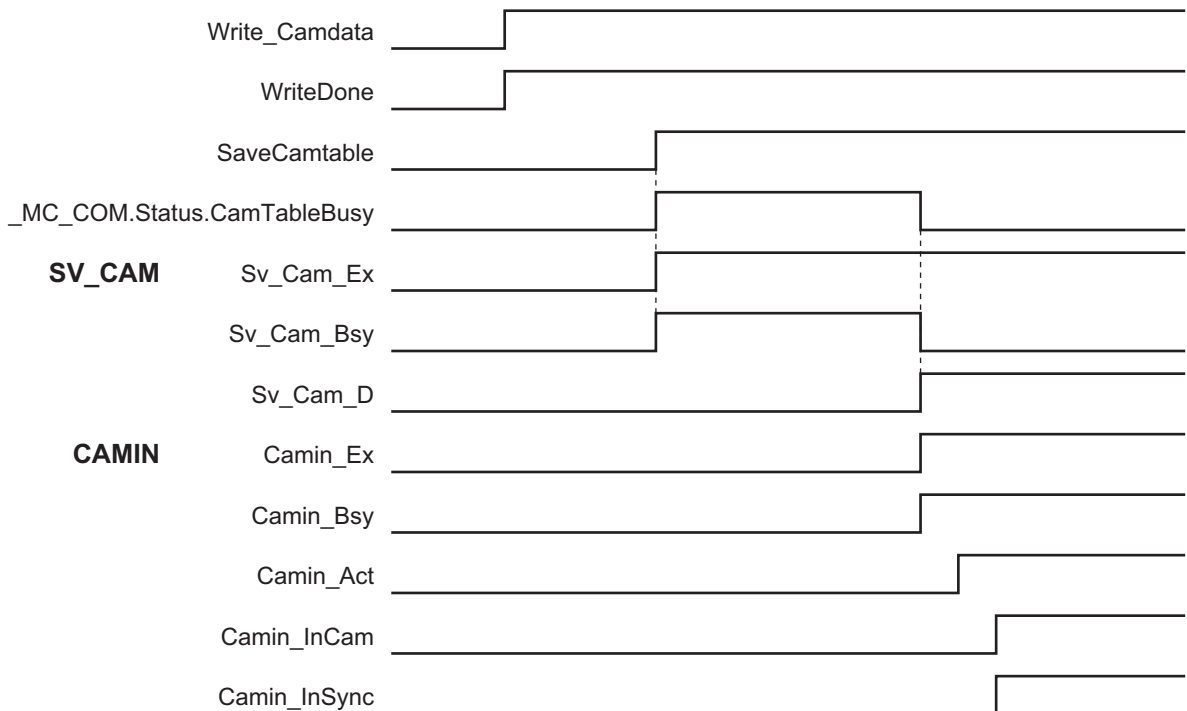 Write_Camdata
WriteDone
SaveCamtable
_MC_COM.Status.CamTableBusy
SV_CAM Sv_Cam_Ex
Sv_Cam_Bsy
Sv_Cam_D
CAMIN Camin_Ex
Camin_Bsy
Camin_Act
Camin_InCam
Camin_InSync